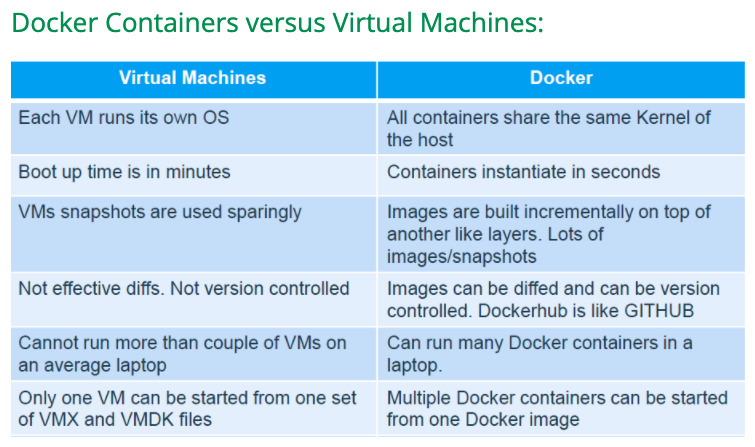 Docker Containers versus Virtual Machines:
Virtual Machines
Docker
Each VM runs its own OS
All containers share the same Kernel of
the host
Boot up time is in minutes
Containers instantiate in seconds
VMs snapshots are used sparingly
Images are built incrementally on top of
another like layers. Lots of
images/snapshots
Not effective diffs. Not version controlled
Images can be diffed and can be version
controlled. Dockerhub is like GITHUB
Cannot run more than couple of VMs on
an average laptop
Can run many Docker containers in a
laptop.
Only one VM can be started from one set
of VMX and VMDK files
Multiple Docker containers can be started
from one Docker image